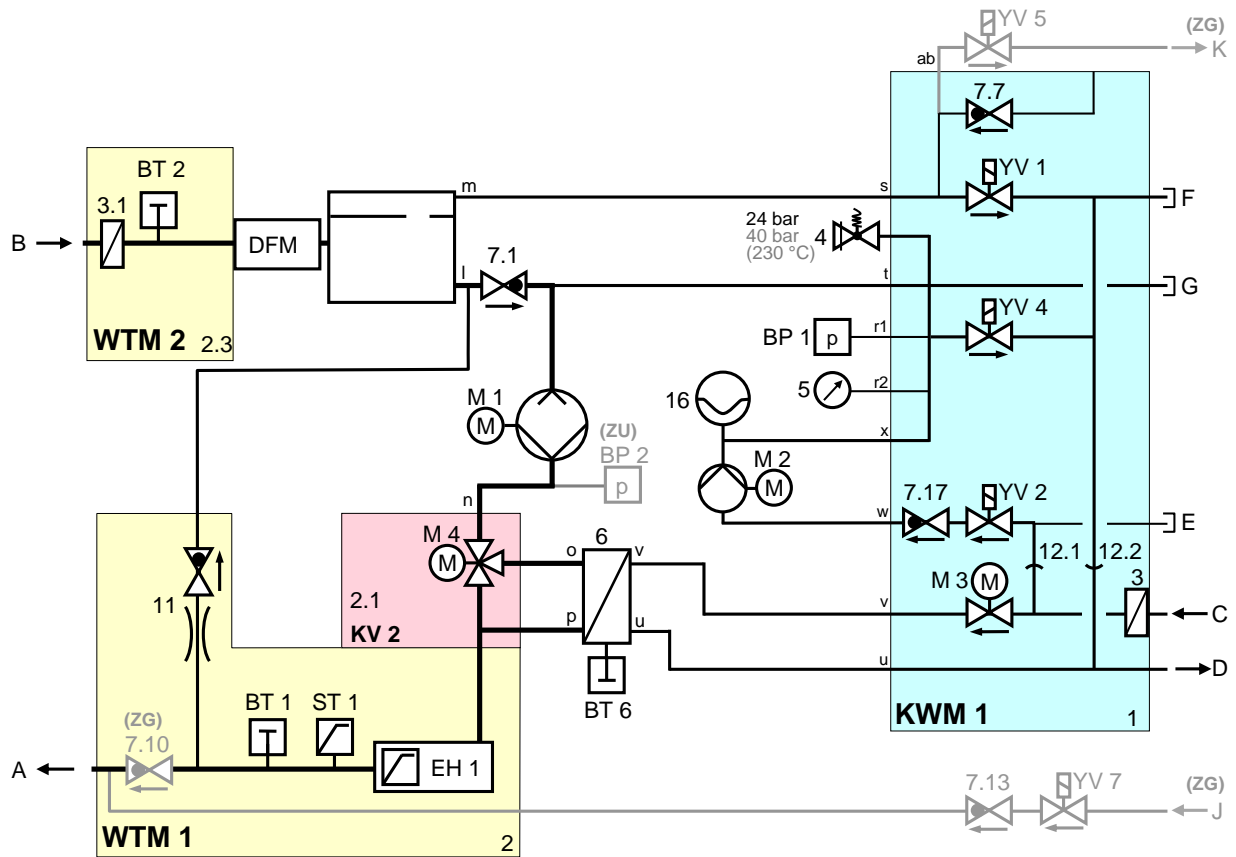 YV 5
(ZG)
K
ab
7.7
BT 2
m
s
YV 1
F
3.1
24 bar
40 bar
(230 °C)
4
B
DFM
7.1
l
t
G
YV 4
WTM 2
2.3
BP 1
p
r1
M 1
M
16
5
r2
(ZU)
BP 2
p
x
M 2
M
n
7.17
YV 2
w
E
M 4
M
o
6
v
12.1
12.2
M 3
M
3
11
2.1
KV 2
p
u
v
C
u
D
BT 6
BT 1
ST 1
KWM 1
1
(ZG)
7.10
A
EH 1
7.13
YV 7
(ZG)
J
WTM 1
2